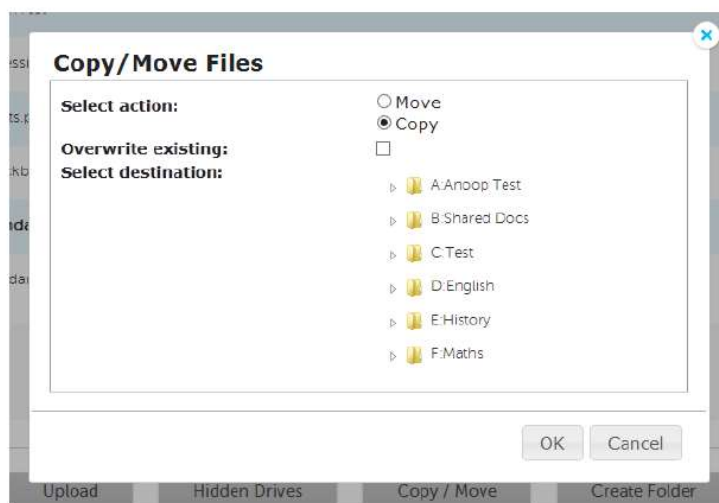 Copy/Move Files
Select action:
Move
Copy
Overwrite existing:
Select destination:
A:Anoop Test
B:Shared Docs
C:Test
D:English
E:History
F:Maths
OK Cancel
Upload Hidden Drives Copy / Move Create Folder